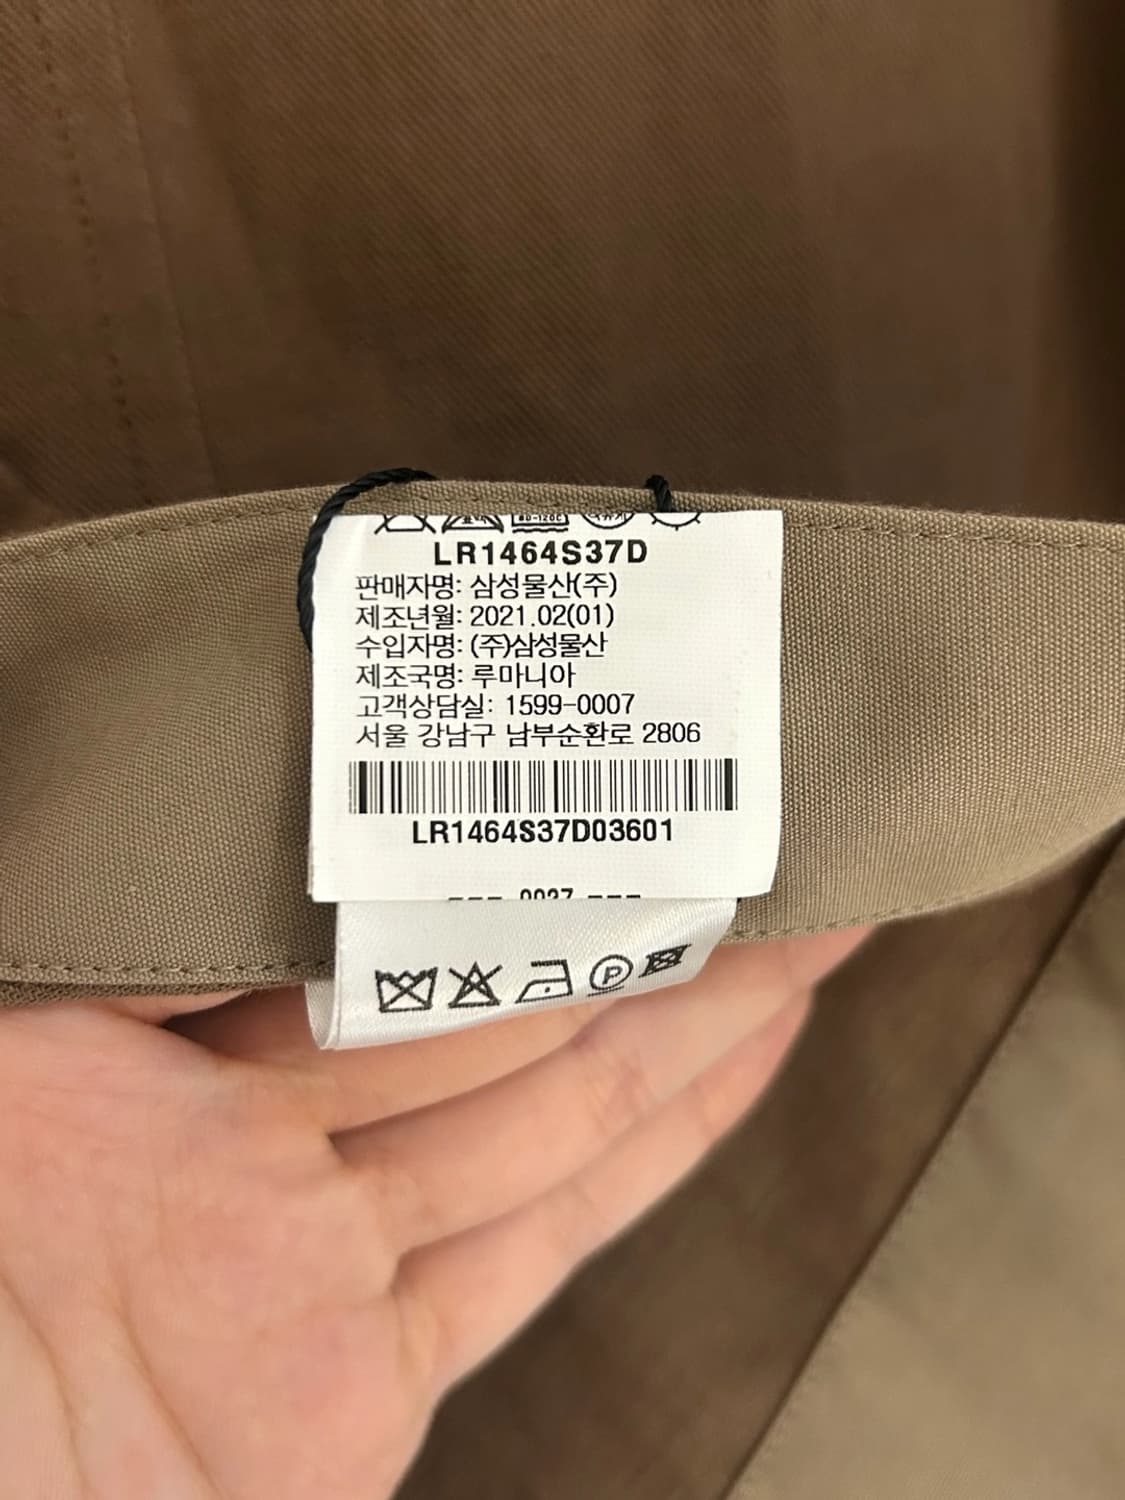 80~120C
LR1464S37D
판매자명: 삼성물산(주)
제조년월: 2021.02(01)
수입자명: (주)삼성물산
제조국명: 루마니아
고객상담실: 1599-0007
서울 강남구 남부순환로 2806
LR1464S37D03601
P